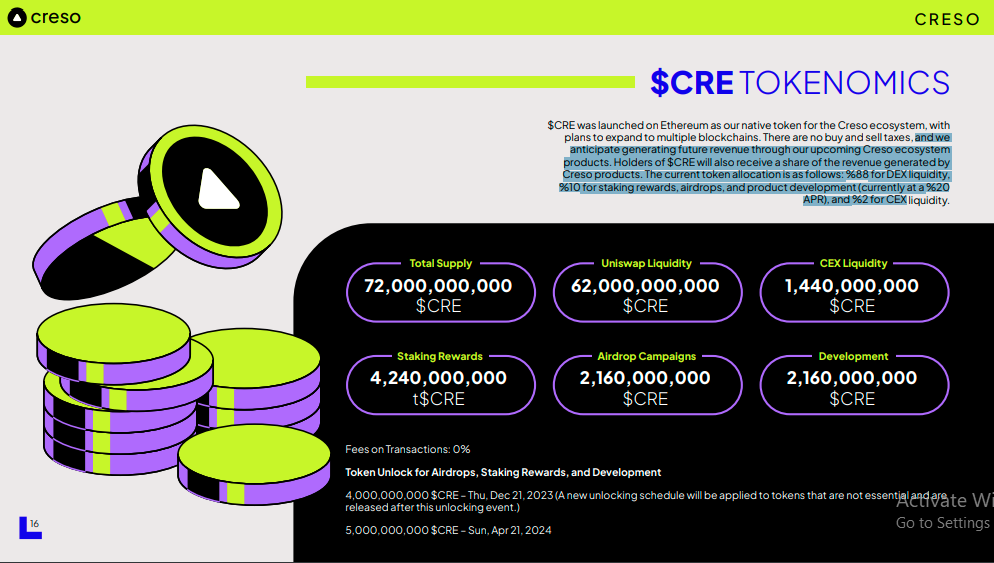 creso
CRESO
$CRE TOKENOMICS
$CRE was launched on Ethereum as our native token for the Creso ecosystem, with
plans to expand to multiple blockchains. There are no buy and sell taxes, and we
anticipate generating future revenue through our upcoming Creso ecosystem
products. Holders of $CRE will also receive a share of the revenue generated by
Creso products. The current token allocation is as follows: %88 for DEX liquidity,
%10 for staking rewards, airdrops, and product development (currently at a %20
APR), and %2 for CEX liquidity.
Total Supply
72,000,000,000
$CRE
Uniswap Liquidity
62,000,000,000
$CRE
CEX Liquidity
1,440,000,000
$CRE
Staking Rewards
4,240,000,000
t$CRE
Airdrop Campaigns
2,160,000,000
$CRE
Development
2,160,000,000
$CRE
Fees on Transactions: 0%
Token Unlock for Airdrops, Staking Rewards, and Development
4,000,000,000 $CRE - Thu, Dec 21, 2023 (A new unlocking schedule will be applied to tokens that are not essential and are
released after this unlocking event.)
5,000,000,000 $CRE – Sun, Apr 21, 2024
Activate Wi
Go to Settings
16